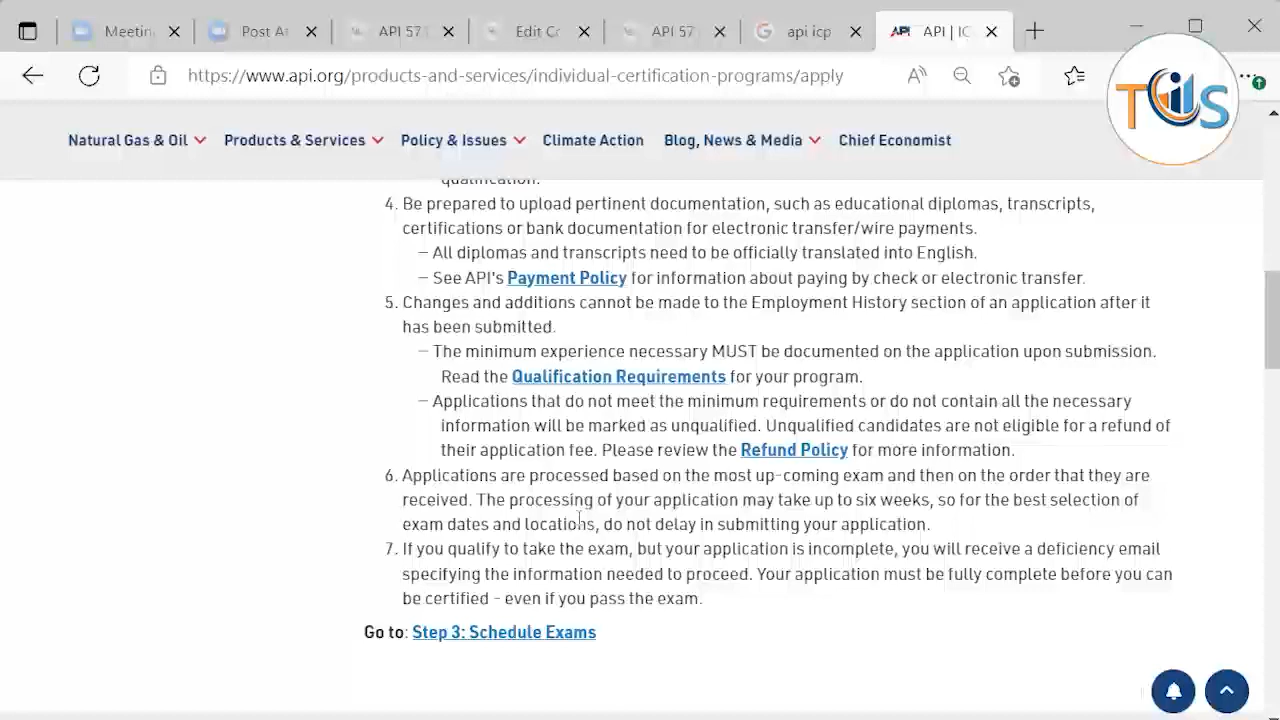 Meetin
Post At
API 57
Edit Co
API 57
api icp
API | IC
https://www.api.org/products-and-services/individual-certification-programs/apply
TIS
Natural Gas & Oil
Products & Services
Policy & Issues
Climate Action
Blog, News & Media
Chief Economist
qualification.
4. Be prepared to upload pertinent documentation, such as educational diplomas, transcripts,
certifications or bank documentation for electronic transfer/wire payments.
– All diplomas and transcripts need to be officially translated into English.
– See API's Payment Policy for information about paying by check or electronic transfer.
5. Changes and additions cannot be made to the Employment History section of an application after it
has been submitted.
– The minimum experience necessary MUST be documented on the application upon submission.
Read the Qualification Requirements for your program.
– Applications that do not meet the minimum requirements or do not contain all the necessary
information will be marked as unqualified. Unqualified candidates are not eligible for a refund of
their application fee. Please review the Refund Policy for more information.
6. Applications are processed based on the most up-coming exam and then on the order that they are
received. The processing of your application may take up to six weeks, so for the best selection of
exam dates and locations, do not delay in submitting your application.
7. If you qualify to take the exam, but your application is incomplete, you will receive a deficiency email
specifying the information needed to proceed. Your application must be fully complete before you can
be certified - even if you pass the exam.
Go to: Step 3: Schedule Exams